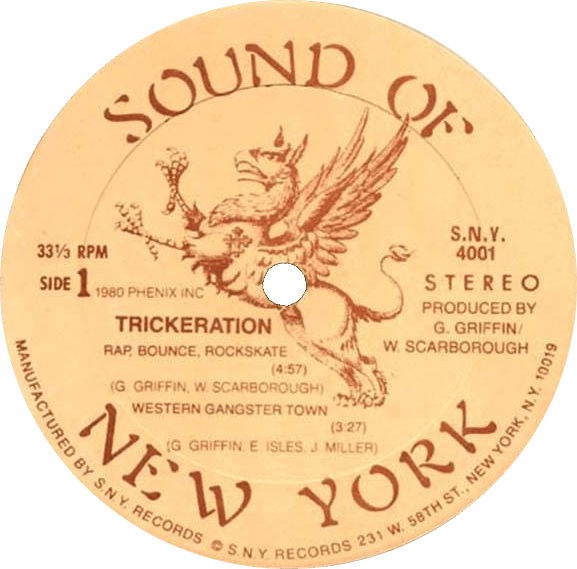 SOUND OF
33⅓ RPM
SIDE 1
1980 PHENIX INC
S.N.Y.
4001
STEREO
PRODUCED BY
G. GRIFFIN/
W. SCARBOROUGH
TRICKERATION
RAP, BOUNCE, ROCKSKATE
(4:57)
(G. GRIFFIN, W. SCARBOROUGH)
WESTERN GANGSTER TOWN
(3:27)
(G. GRIFFIN, E. ISLES, J. MILLER)
NEW YORK
MANUFACTURED BY S.N.Y. RECORDS © S.N.Y. RECORDS 231 W. 58TH ST., NEW YORK, N.Y. 10019